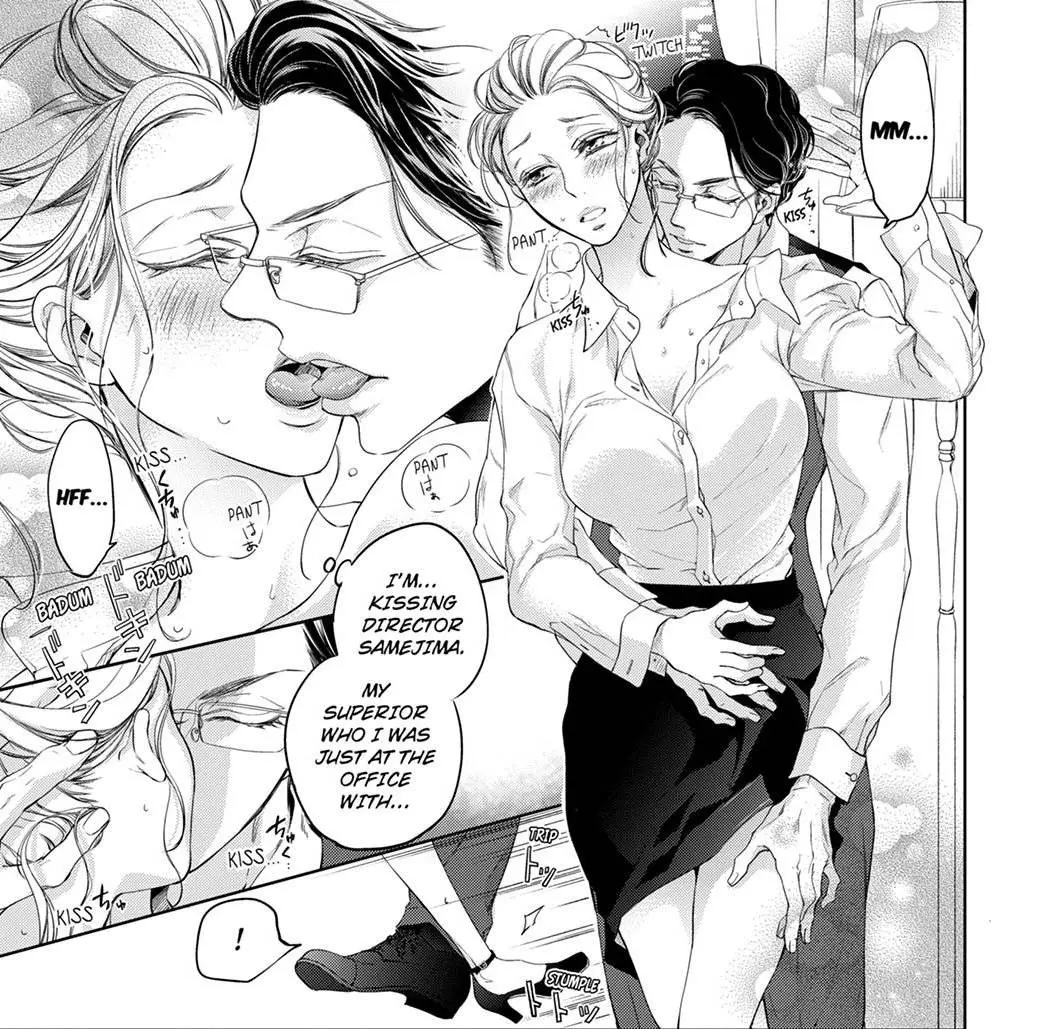 MM...
ビクッ
TWITCH
ちゅ
KISS
PANT...
ちゅ
KISS
KISS...
ちゅく
PANT
はぁ
PANT
はぁ
HFF...
BADUM
BADUM
ドキン
ドキン
I'M...
KISSING
DIRECTOR
SAMEJIMA.
MY
SUPERIOR
WHO I WAS
JUST AT THE
OFFICE
WITH...
ちゅく
KISS...
ちゅ
KISS
TRIP
トッ
!
STUMPLE
トトッ